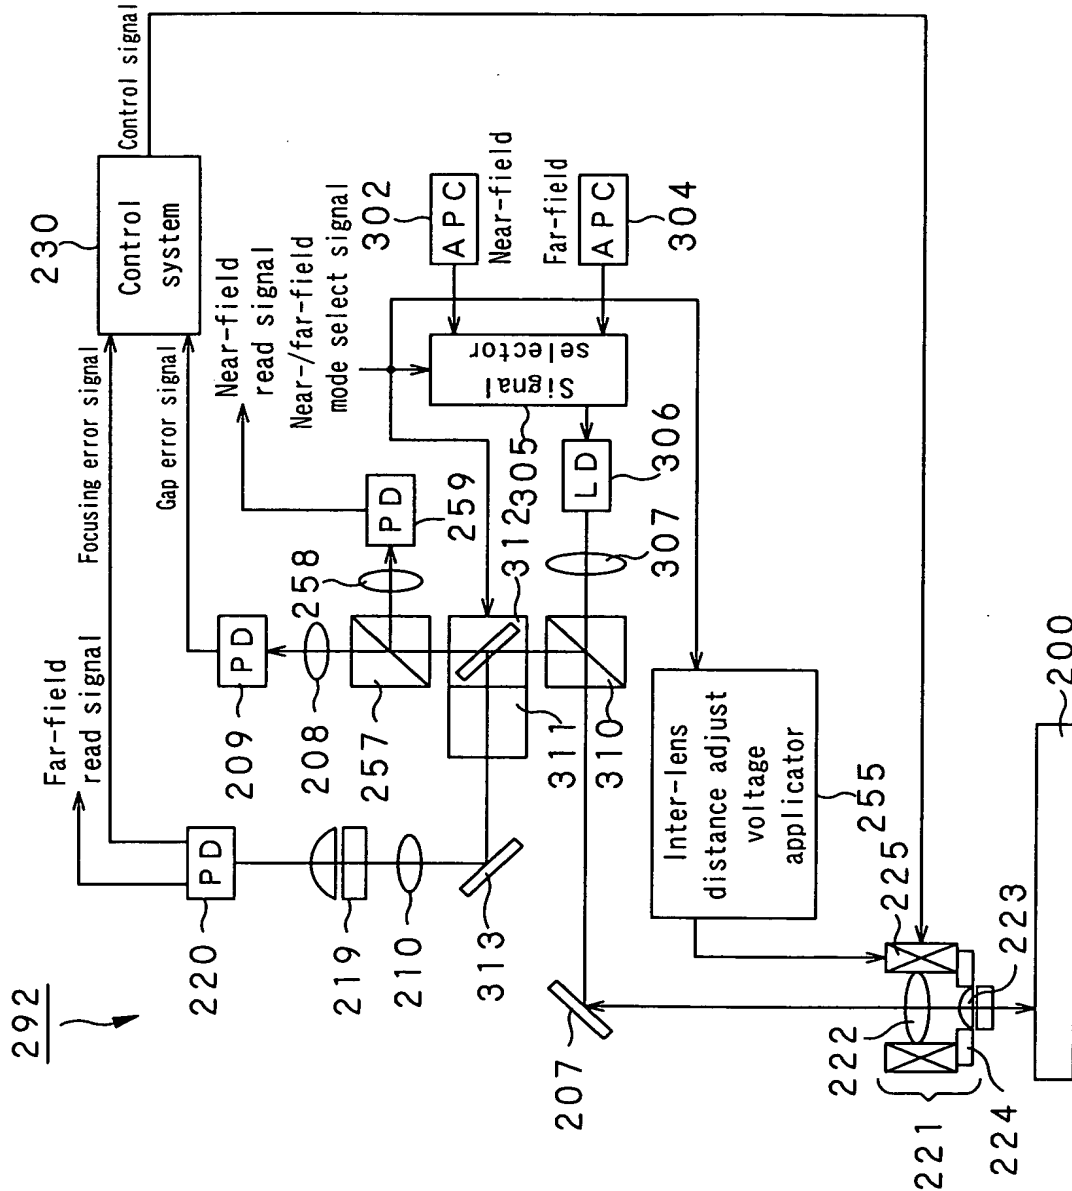 292
Far-field
read signal
Focusing error signal
Gap error signal
230
Control
system
Control signal
220
PD
219
210
313
209
PD
208
257
258
PD
259
Near-field
read signal
Near-/far-field
mode select signal
302
APC
Near-field
Far-field
APC
304
Signal
selector
305
312
311
310
LD
306
307
207
Inter-lens
distance adjust
voltage
applicator
255
225
223
222
221
224
200